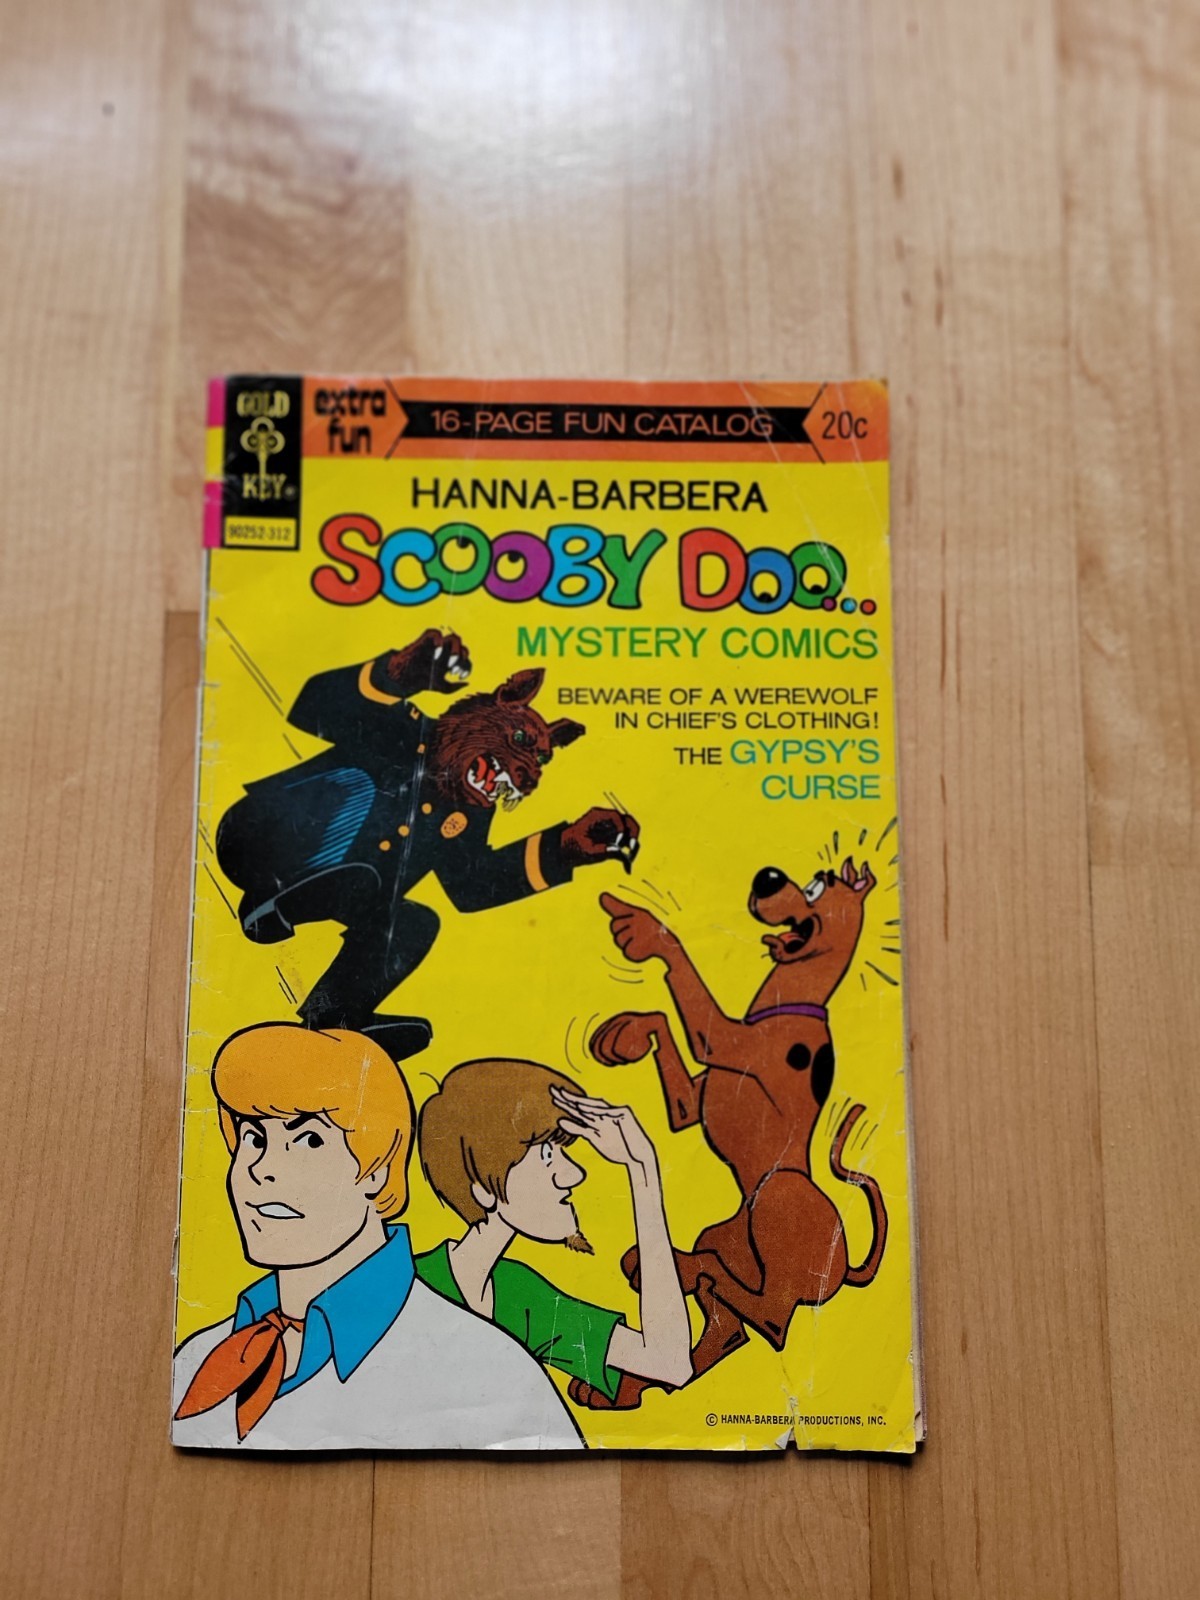 GOLD
KEY
90252-312
extra
fun
16-PAGE FUN CATALOG
20c
HANNA-BARBERA
SCOOBY DOO...
MYSTERY COMICS
BEWARE OF A WEREWOLF
IN CHIEF'S CLOTHING!
THE GYPSY'S
CURSE
© HANNA-BARBERA PRODUCTIONS, INC.